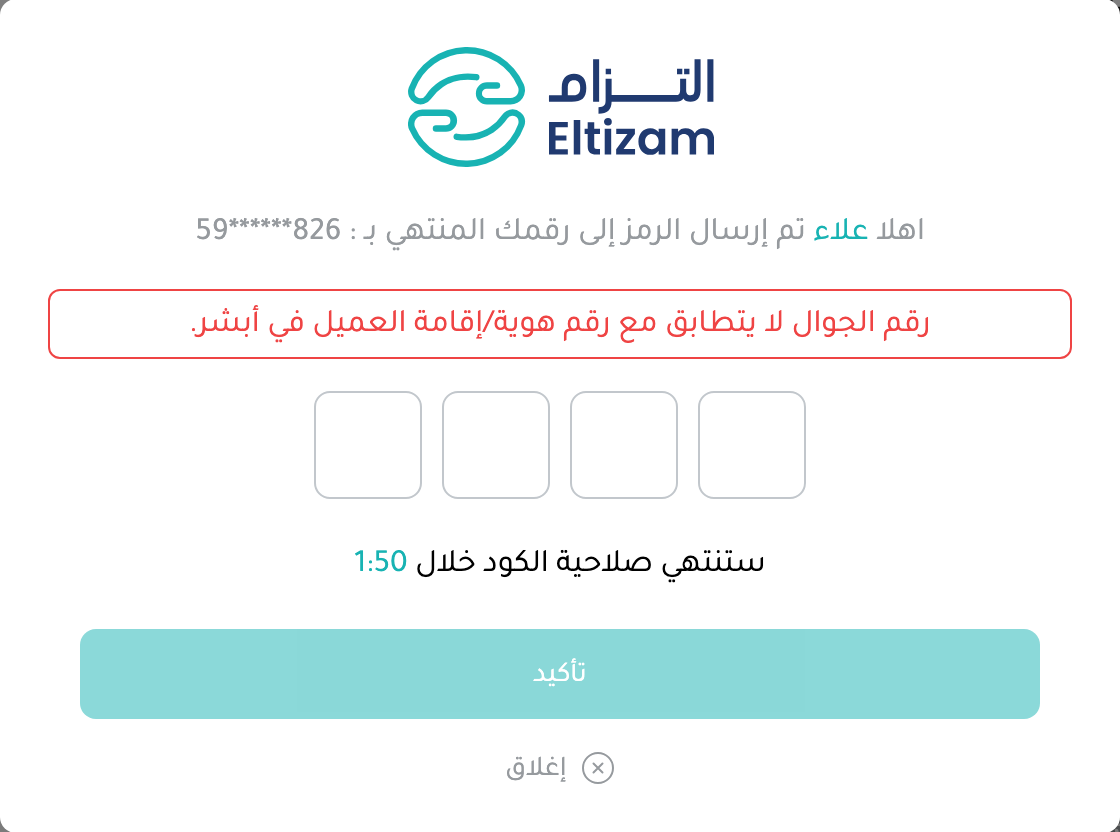 التـــزام
Eltizam
اهلا علاء تم إرسال الرمز إلى رقمك المنتهي بـ : 826******59
رقم الجوال لا يتطابق مع رقم هوية/إقامة العميل في أبشر.
ستنتهي صلاحية الكود خلال 1:50
تأكيد
إغلاق